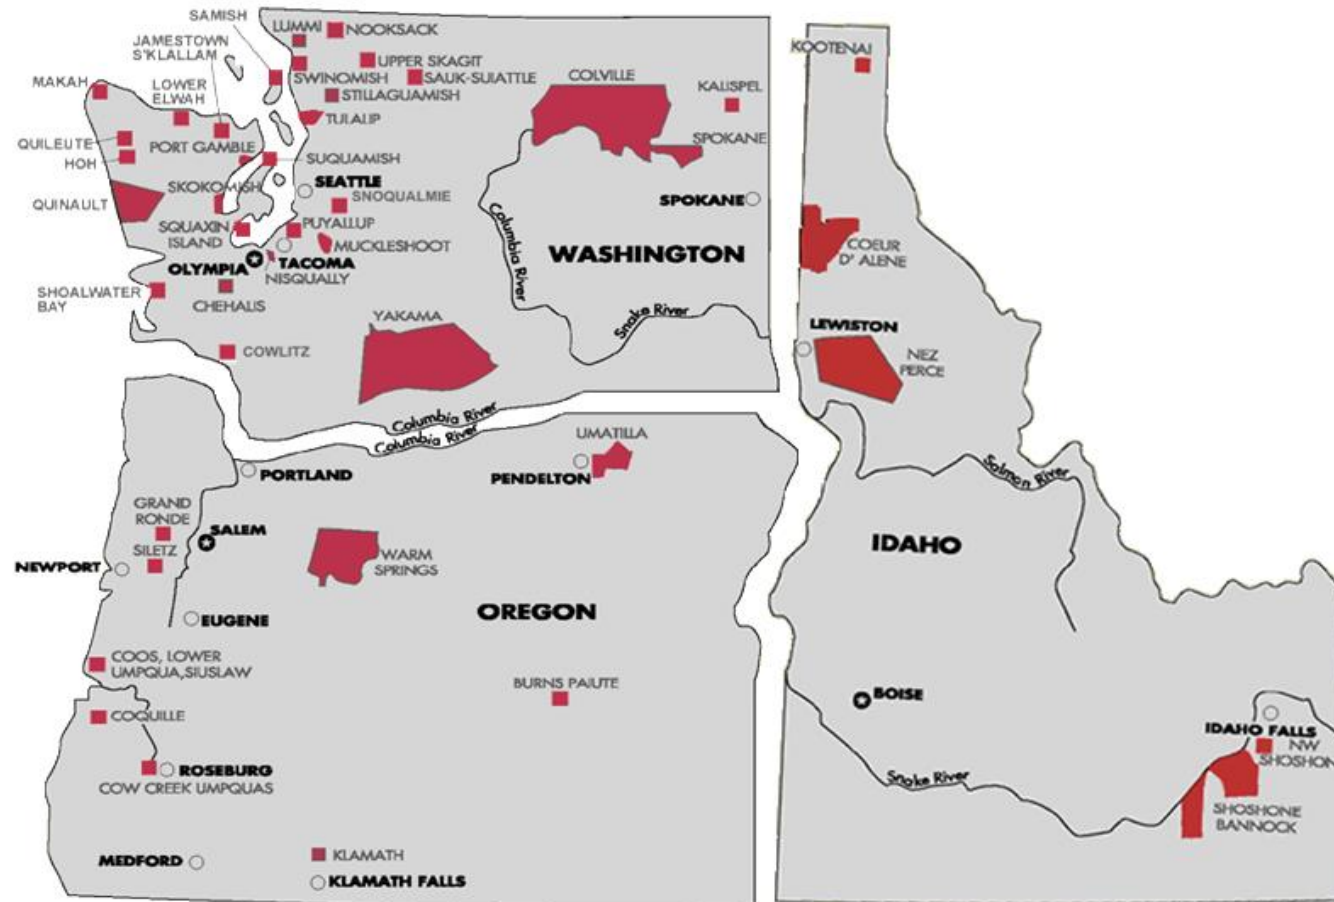 SAMISH
LUMMI
NOOKSACK
JAMESTOWN
S'KLALLAM
UPPER SKAGIT
SWINOMISH
SAUK-SUIATTLE
MAKAH
LOWER
ELWAH
STILLAGUAMISH
TULALIP
QUILEUTE
HOH
PORT GAMBLE
SUQUAMISH
SKOKOMISH
SEATTLE
QUINAULT
SNOQUALMIE
SQUAXIN
ISLAND
PUYALLUP
MUCKLESHOOT
OLYMPIA
TACOMA
NISQUALLY
SHOALWATER
BAY
CHEHALIS
COWLITZ
YAKAMA
COLVILLE
KALISPEL
SPOKANE
SPOKANE
WASHINGTON
Columbia River
Snake River
Columbia River
Columbia River
KOOTENAI
COEUR
D' ALENE
LEWISTON
NEZ
PERCE
Salmon River
IDAHO
BOISE
Snake River
IDAHO FALLS
NW
SHOSHON
SHOSHONE
BANNOCK
UMATILLA
PENDELTON
PORTLAND
GRAND
RONDE
SALEM
SILETZ
NEWPORT
WARM
SPRINGS
EUGENE
OREGON
COOS, LOWER
UMPQUA,SIUSLAW
BURNS PAIUTE
COQUILLE
ROSEBURG
COW CREEK UMPQUAS
MEDFORD
KLAMATH
KLAMATH FALLS